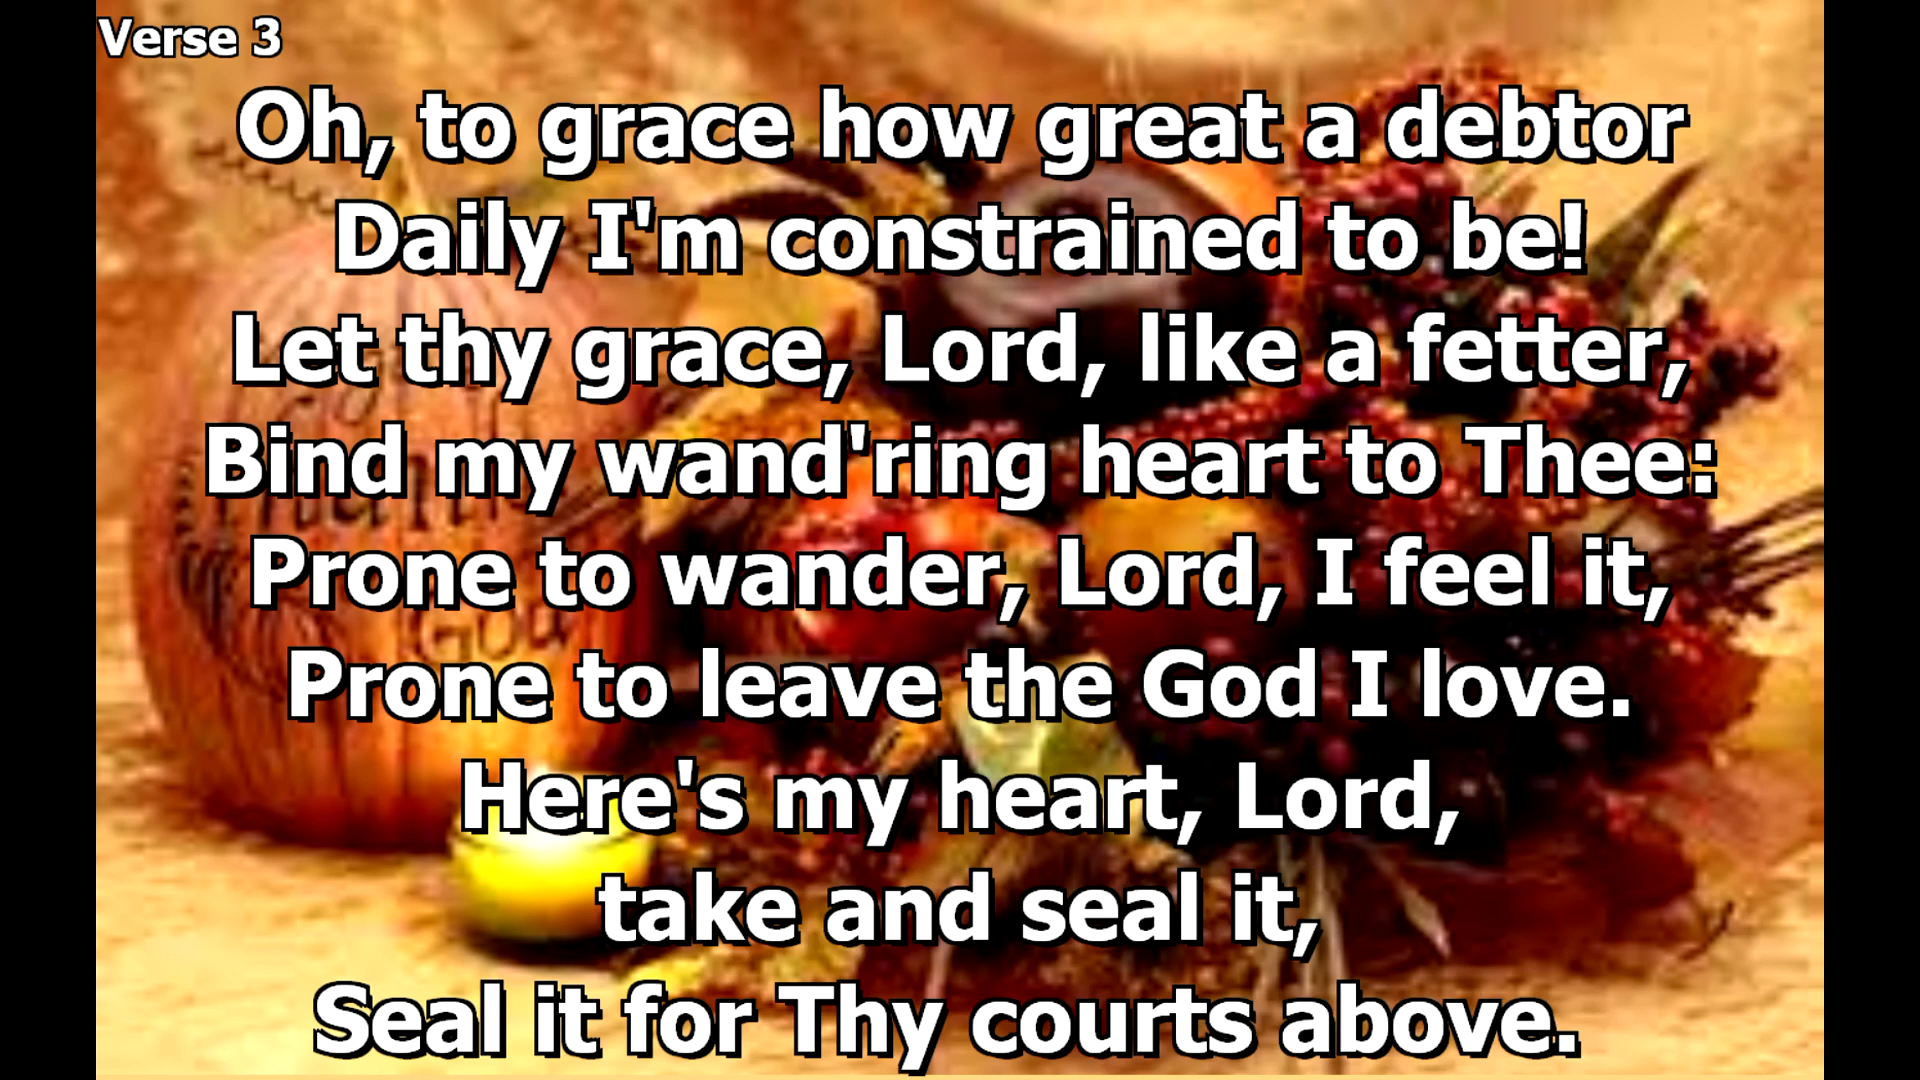 Verse 3
Oh, to grace how great a debtor
Daily I'm constrained to be!
Let thy grace, Lord, like a fetter,
Bind my wand'ring heart to Thee:
Prone to wander, Lord, I feel it,
Prone to leave the God I love.
Here's my heart, Lord,
take and seal it,
Seal it for Thy courts above.
God